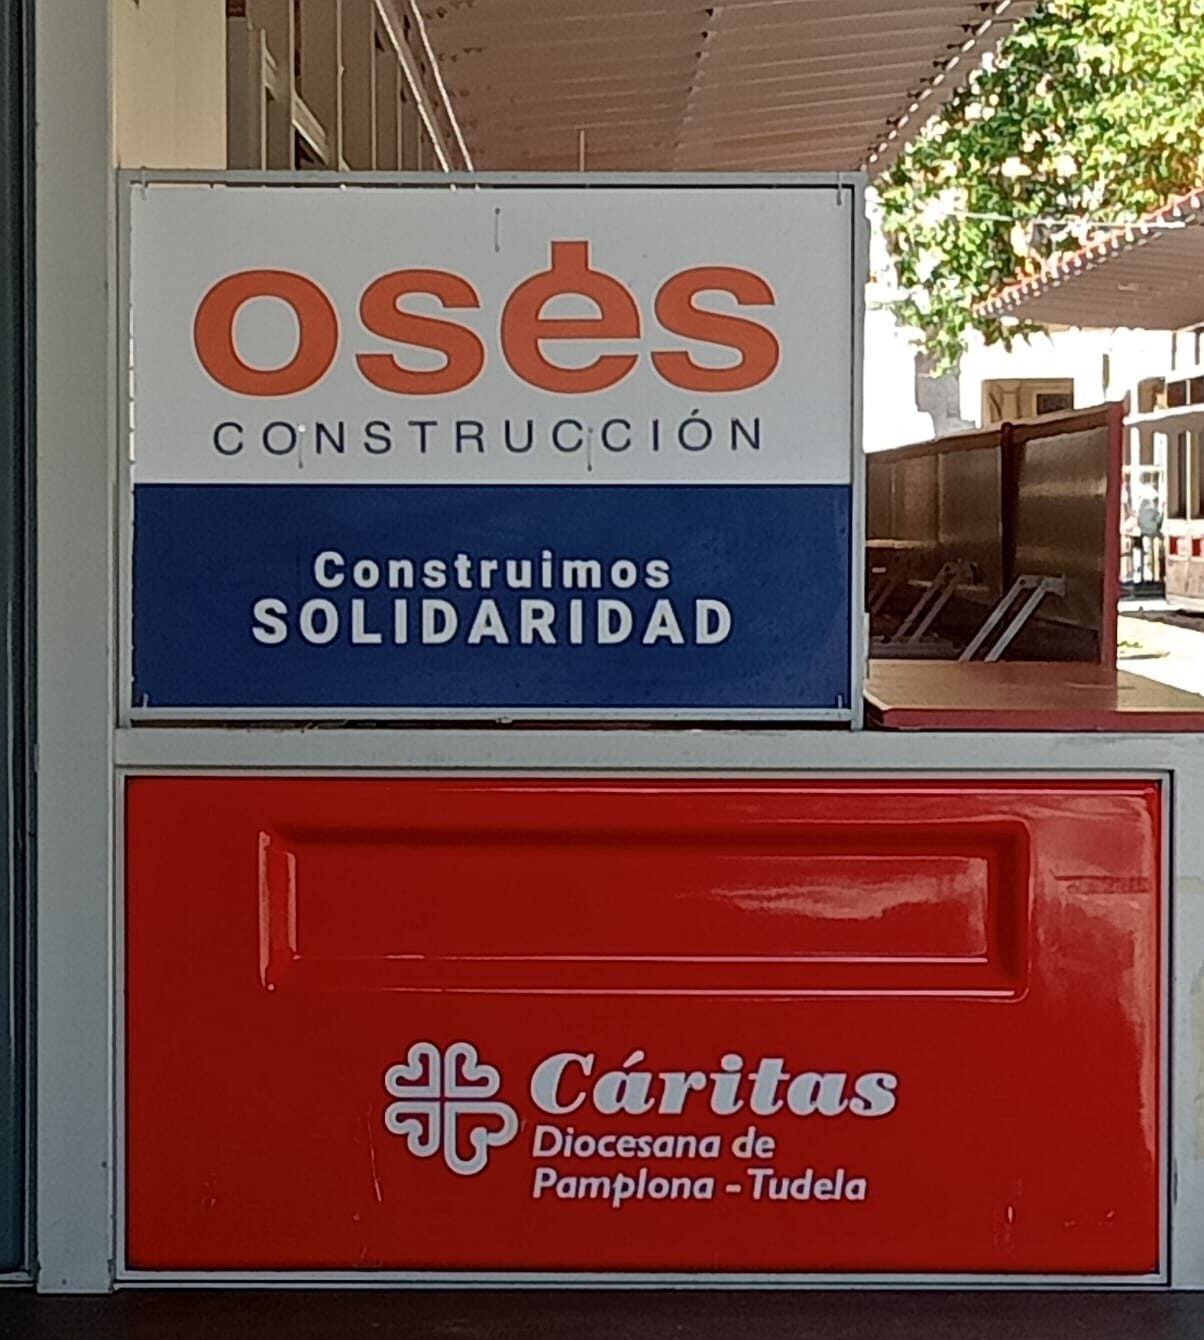 osés
CONSTRUCCIÓN
Construimos
SOLIDARIDAD
Cáritas
Diocesana de
Pamplona - Tudela